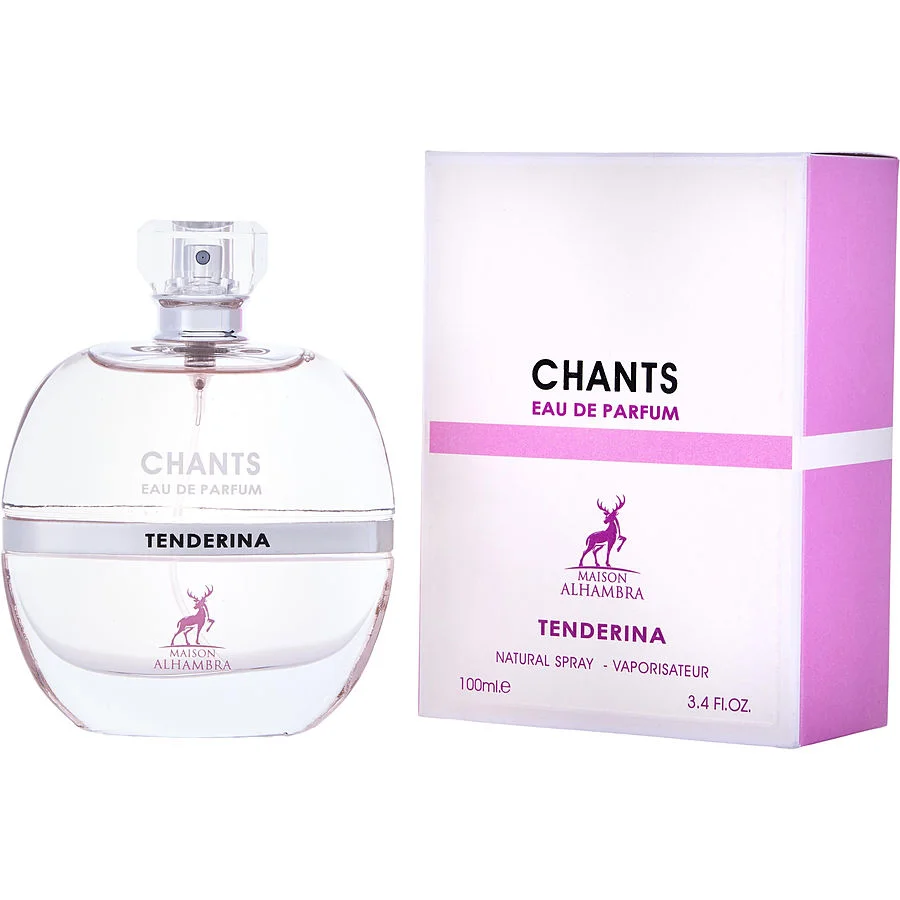 CHANTS
EAU DE PARFUM
TENDERINA
MAISON
ALHAMBRA
CHANTS
EAU DE PARFUM
MAISON
ALHAMBRA
TENDERINA
NATURAL SPRAY - VAPORISATEUR
100ml.e
3.4 Fl.OZ.